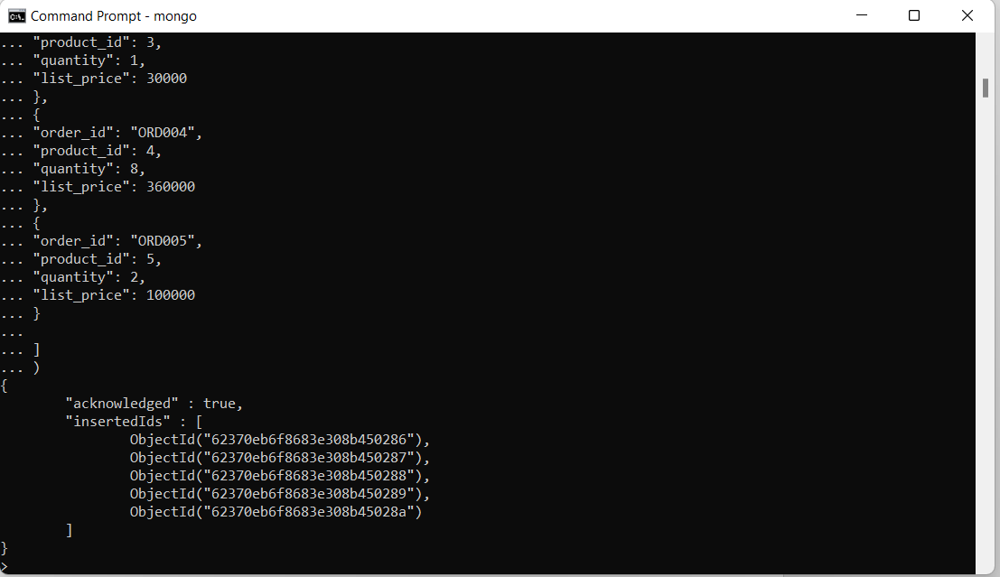 Command Prompt - mongo
... "product_id": 3,
... "quantity": 1,
... "list_price": 30000
... },
... {
... "order_id": "ORD004",
... "product_id": 4,
... "quantity": 8,
... "list_price": 360000
... },
... {
... "order_id": "ORD005",
... "product_id": 5,
... "quantity": 2,
... "list_price": 100000
... }
...
... ]
... )
{
        "acknowledged" : true,
        "insertedIds" : [
                ObjectId("62370eb6f8683e308b450286"),
                ObjectId("62370eb6f8683e308b450287"),
                ObjectId("62370eb6f8683e308b450288"),
                ObjectId("62370eb6f8683e308b450289"),
                ObjectId("62370eb6f8683e308b45028a")
        ]
}
>